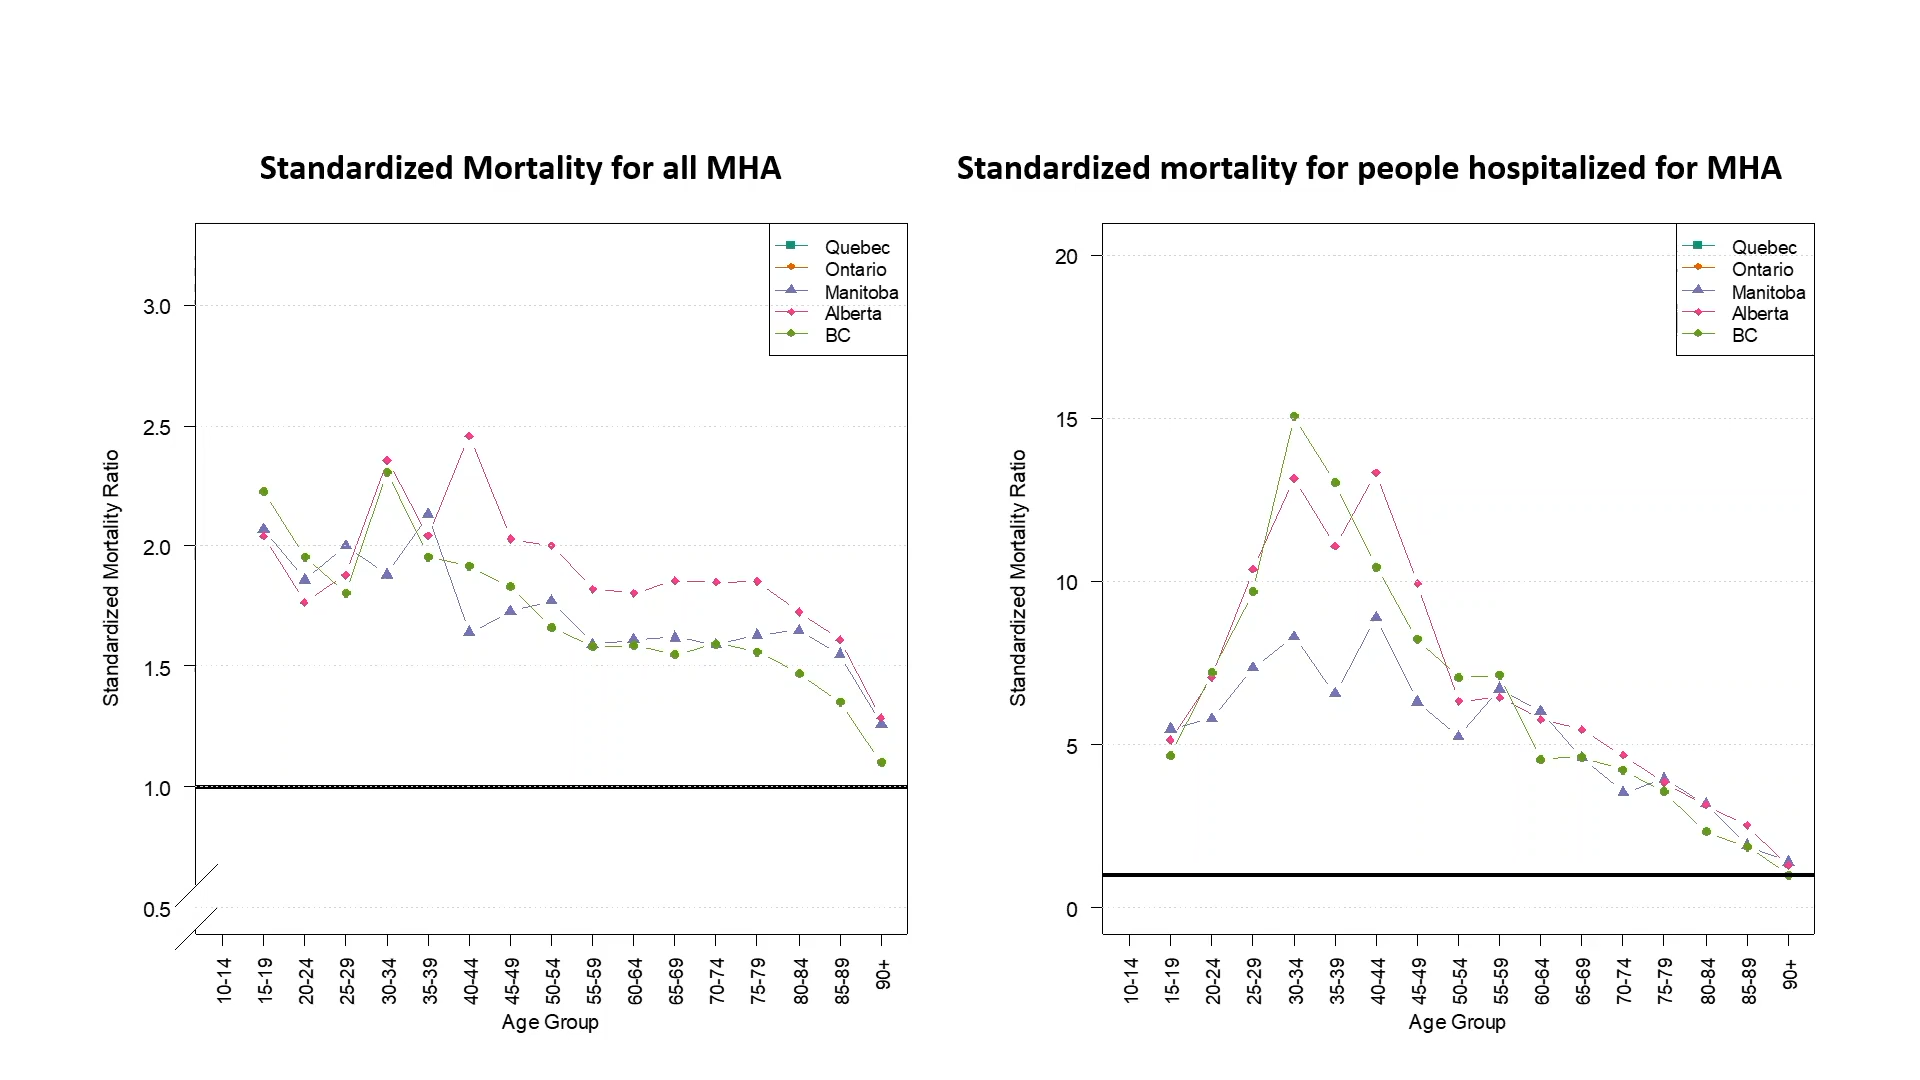 Standardized Mortality for all MHA
Standardized Mortality Ratio
3.0
2.5
2.0
1.5
1.0
0.5
Quebec
Ontario
Manitoba
Alberta
BC
10-14
15-19
20-24
25-29
30-34
35-39
40-44
45-49
50-54
55-59
60-64
65-69
70-74
75-79
80-84
85-89
90+
Age Group
Standardized mortality for people hospitalized for MHA
Standardized Mortality Ratio
20
15
10
5
0
Quebec
Ontario
Manitoba
Alberta
BC
10-14
15-19
20-24
25-29
30-34
35-39
40-44
45-49
50-54
55-59
60-64
65-69
70-74
75-79
80-84
85-89
90+
Age Group